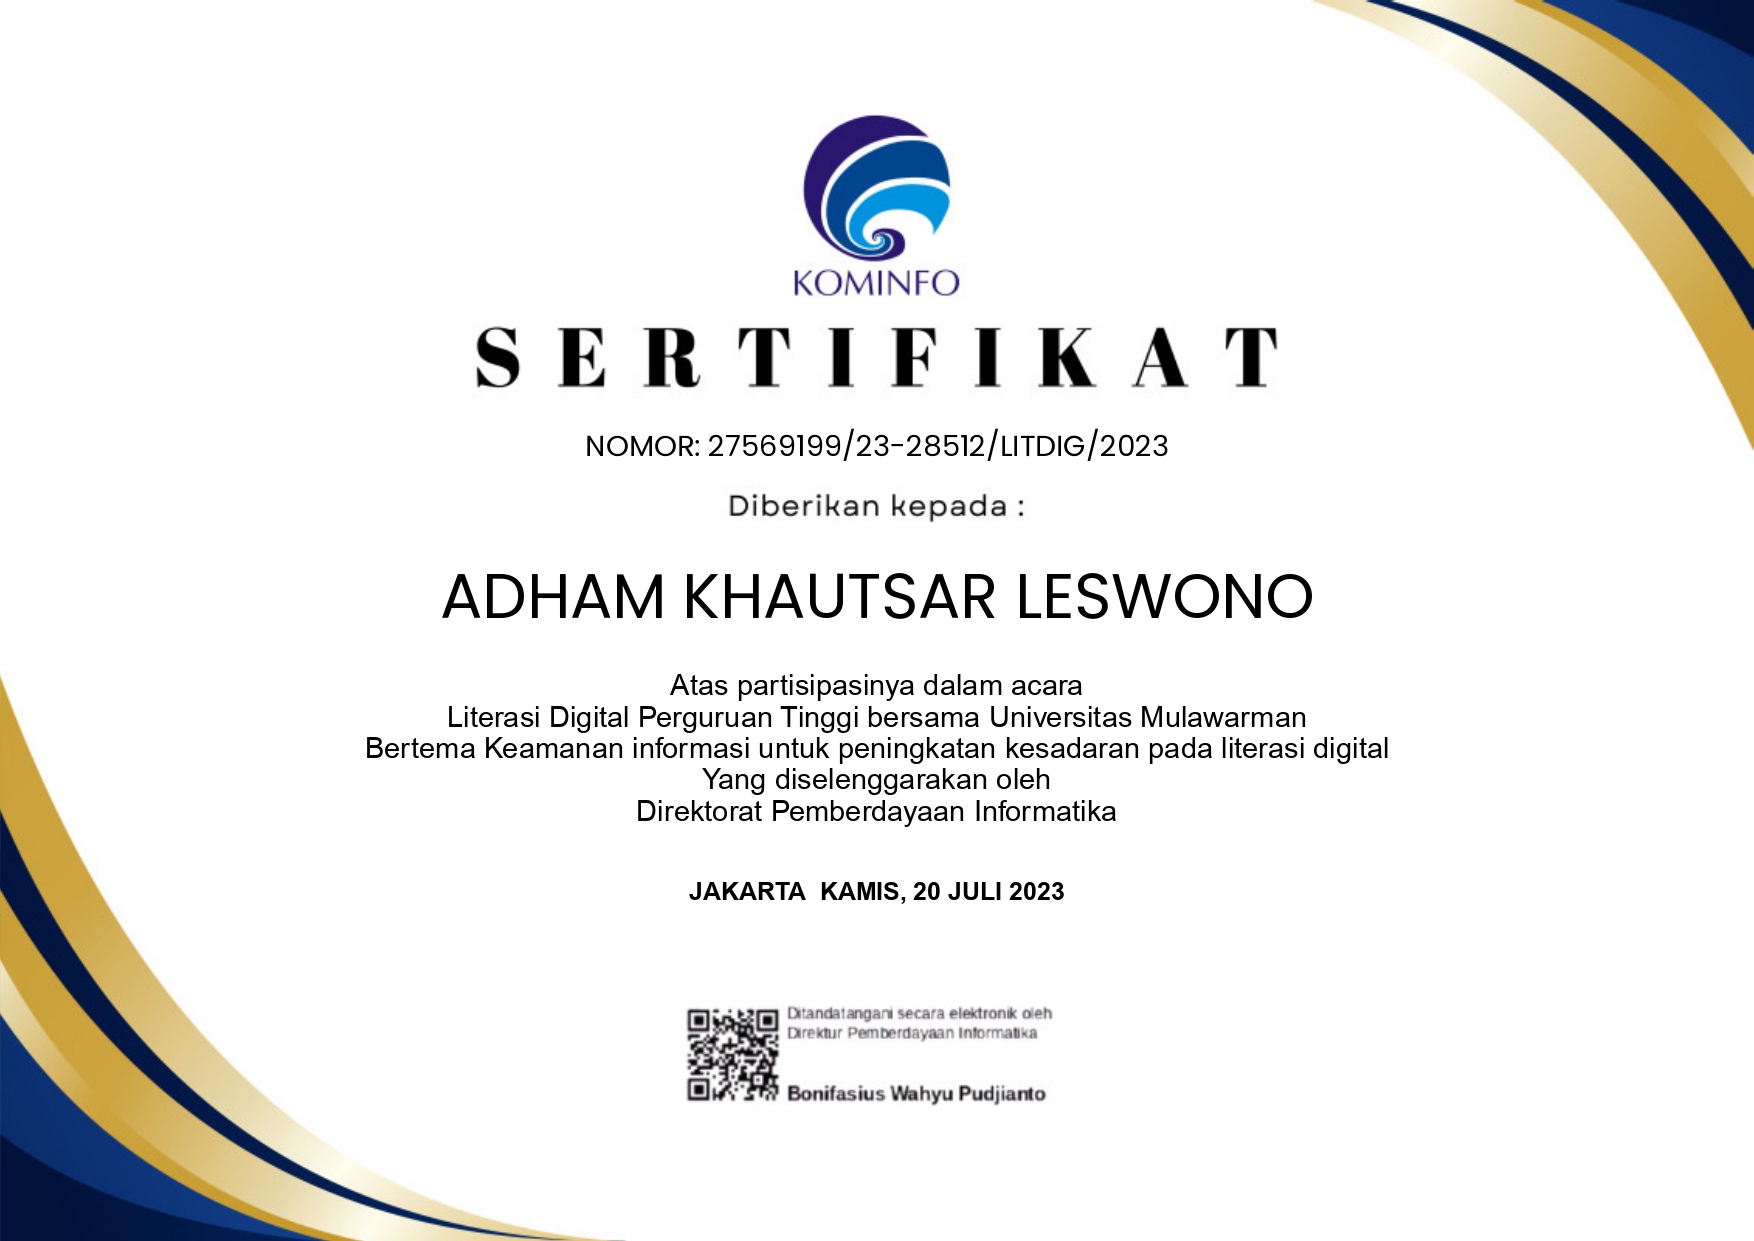 KOMINFO
SERTIFIKAT
NOMOR: 27569199/23-28512/LITDIG/2023
Diberikan kepada :
ADHAM KHAUTSAR LESWONO
Atas partisipasinya dalam acara
Literasi Digital Perguruan Tinggi bersama Universitas Mulawarman
Bertema Keamanan informasi untuk peningkatan kesadaran pada literasi digital
Yang diselenggarakan oleh
Direktorat Pemberdayaan Informatika
JAKARTA  KAMIS, 20 JULI 2023
Ditandatangani secara elektronik oleh
Direktur Pemberdayaan Informatika
Bonifasius Wahyu Pudjianto